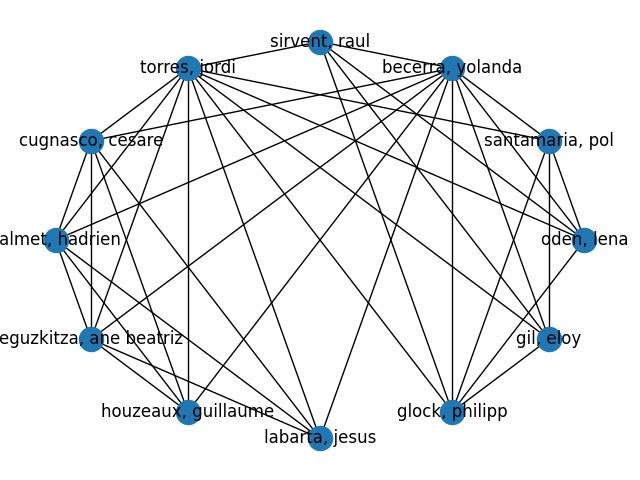 sirvent, raul
torres, jordi
becerra, yolanda
cugnasco, cesare
santamaria, pol
almet, hadrien
oden, lena
eguzkitza, ane beatriz
gil, eloy
houzeaux, guillaume
glock, philipp
labarta, jesus